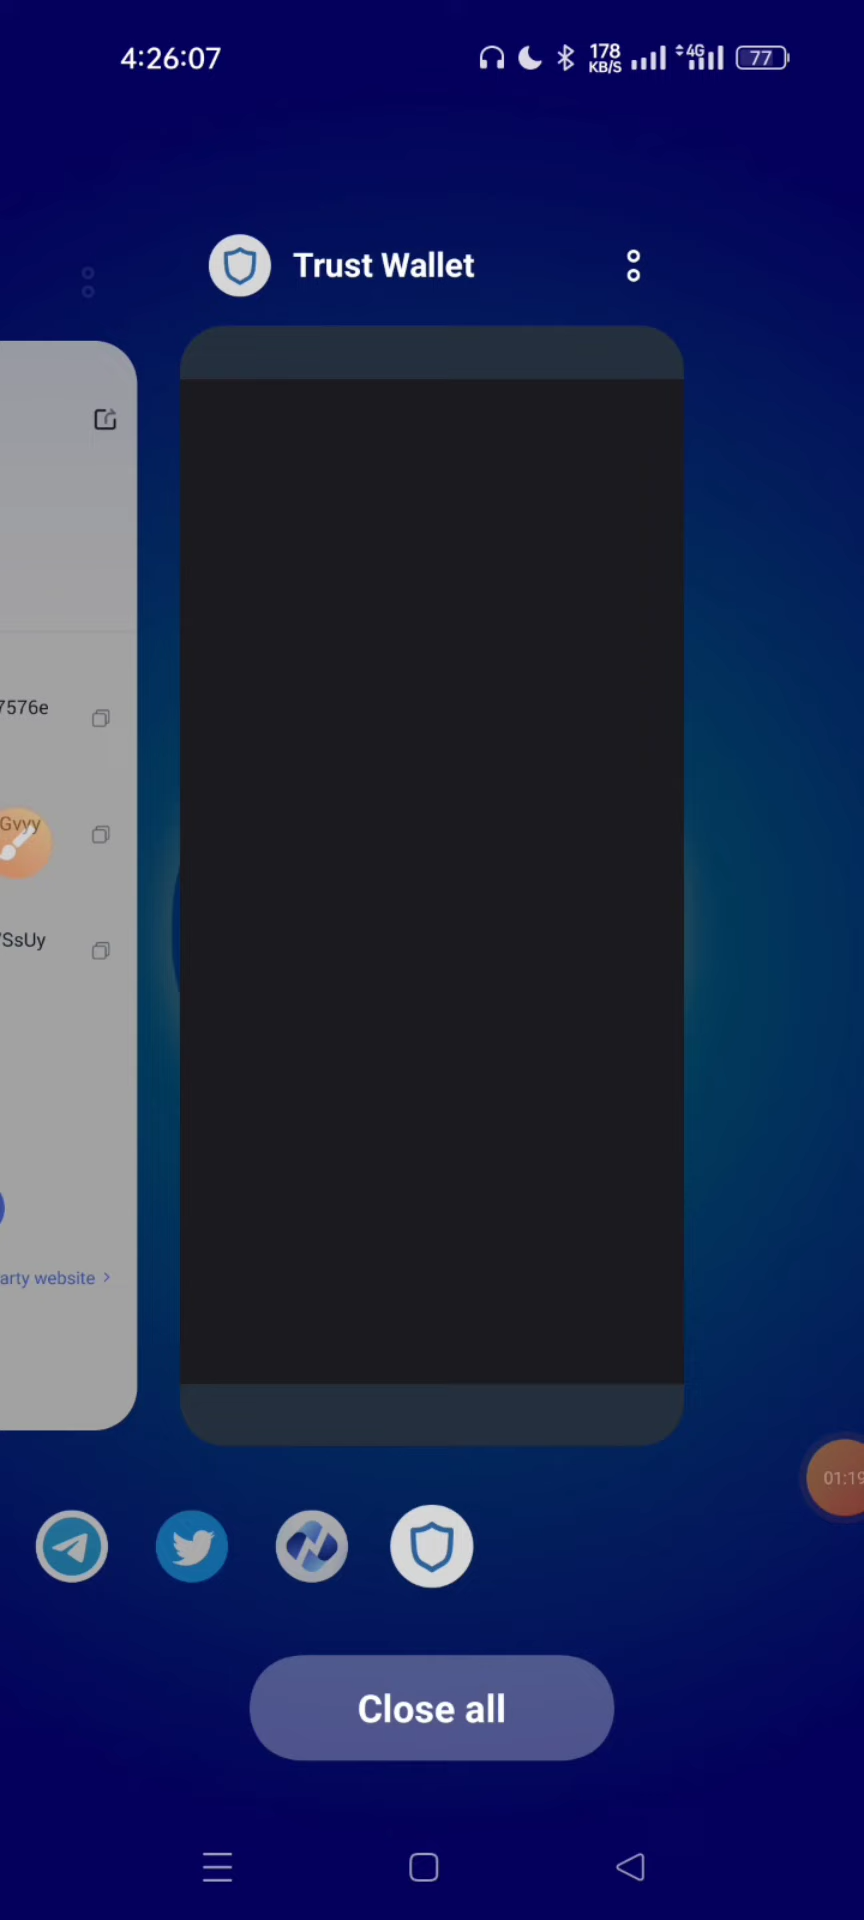 4:26:07
178
KB/S
4G
77
Trust Wallet
7576e
Gvyy
SsUy
arty website
01:19
Close all